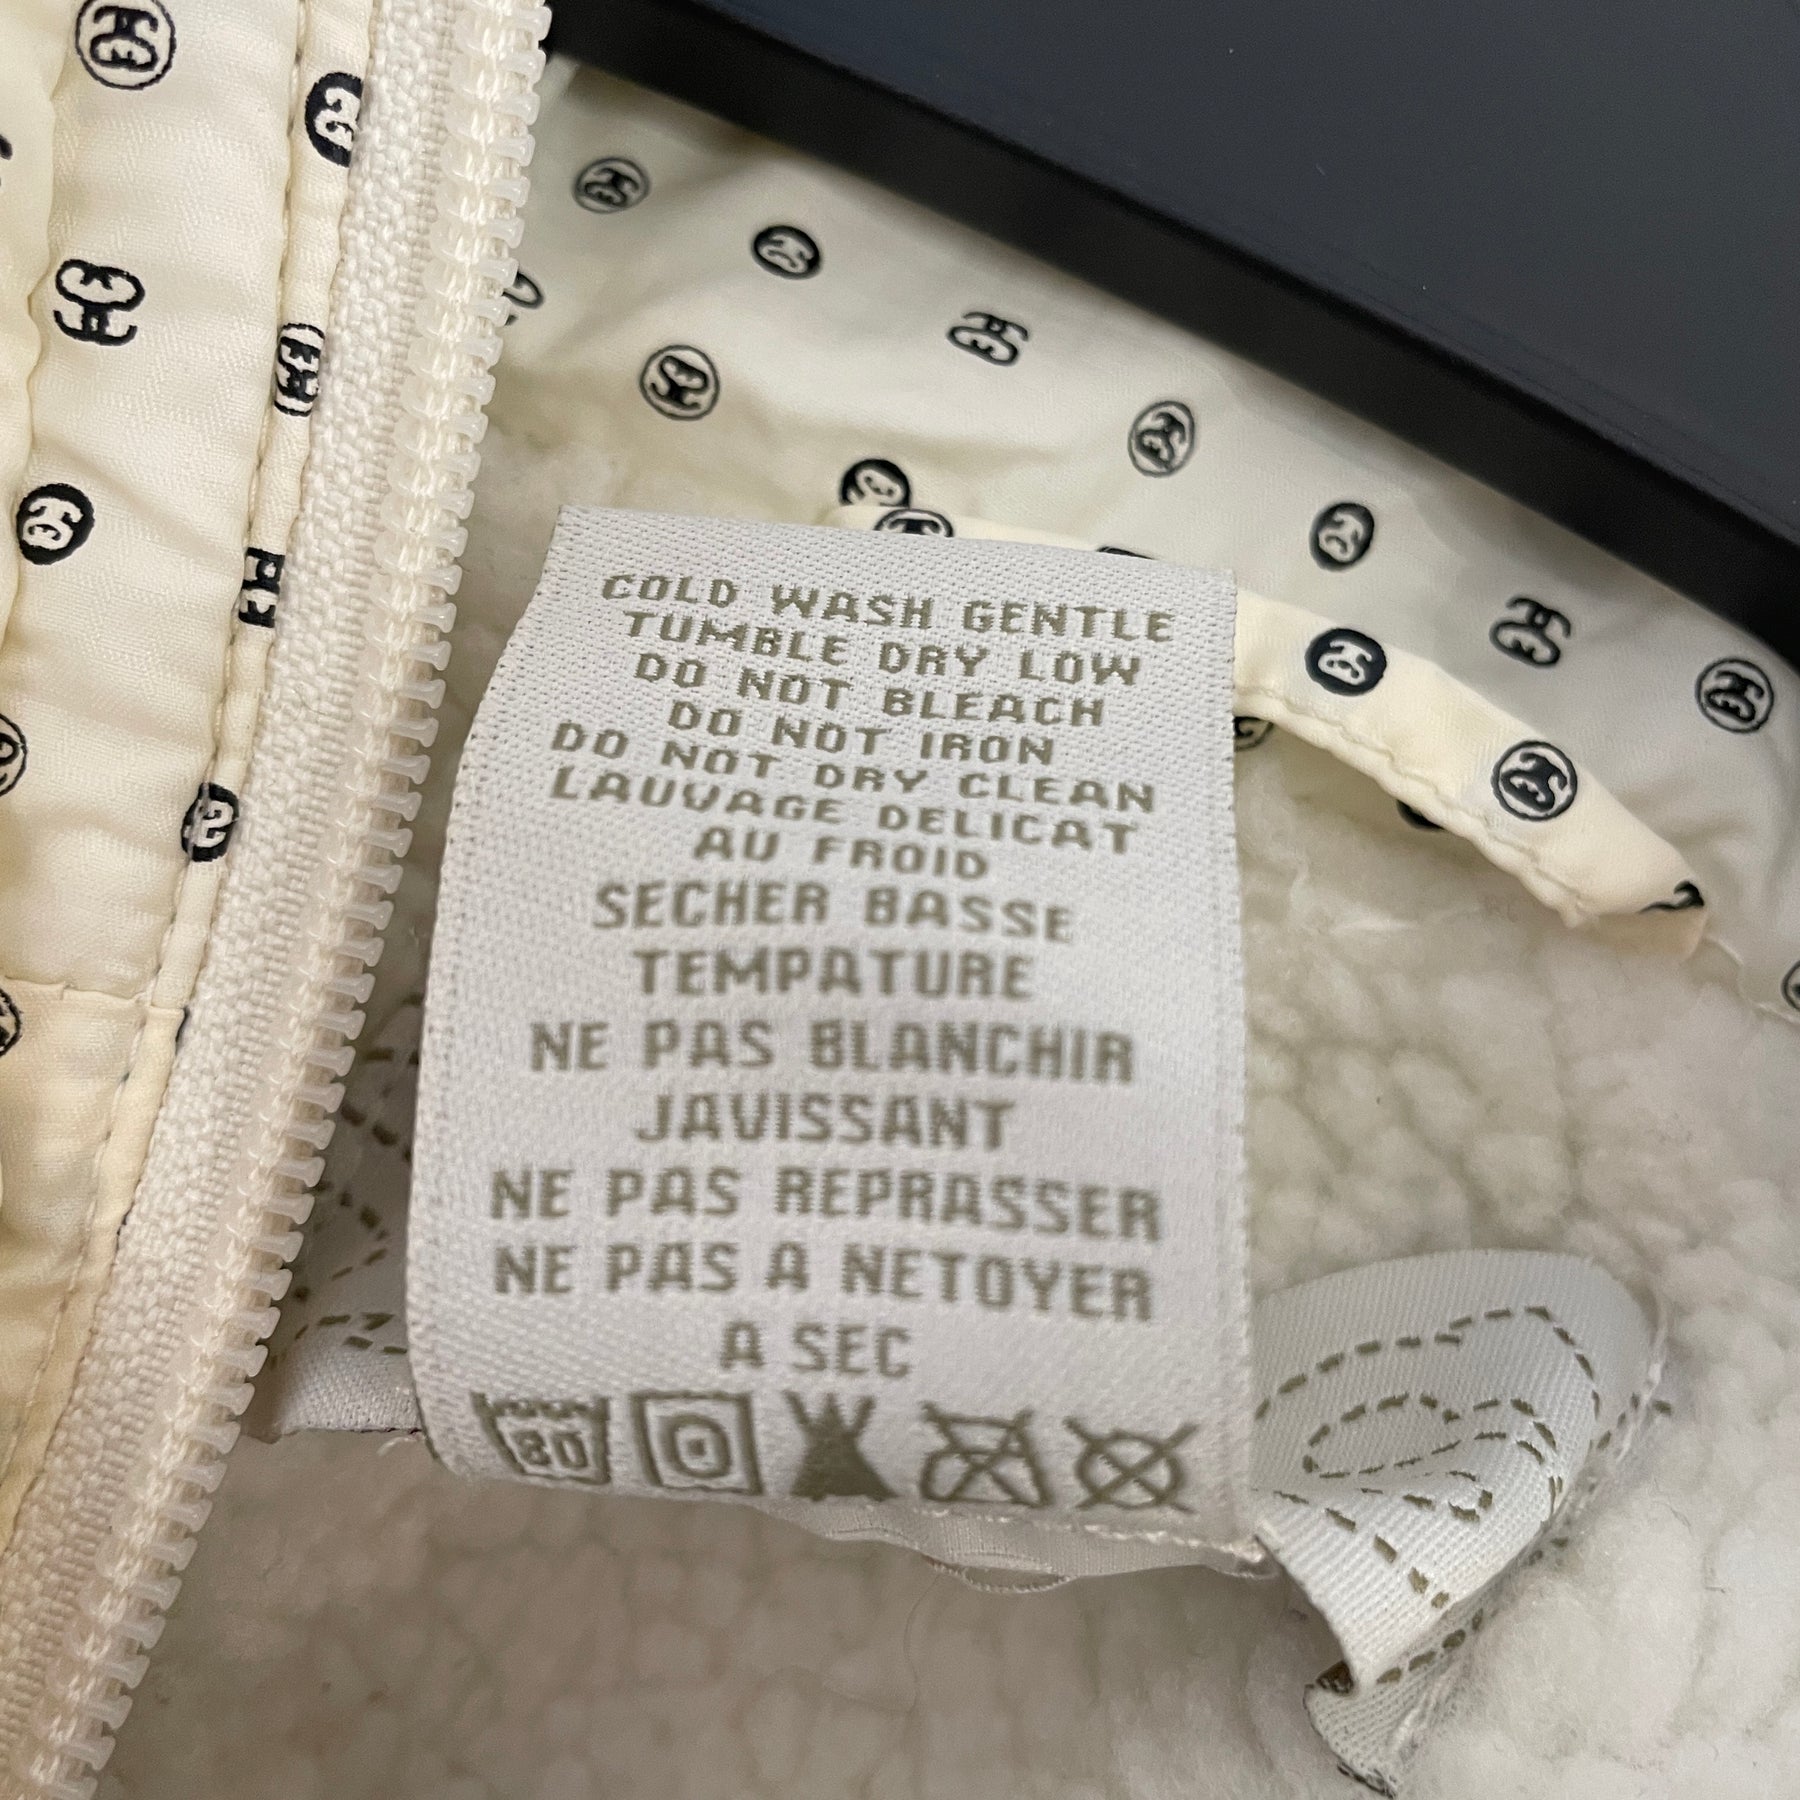 COLD WASH GENTLE
TUMBLE DRY LOW
DO NOT BLEACH
DO NOT IRON
DO NOT DRY CLEAN
LAUVAGE DELICAT
AU FROID
SECHER BASSE
TEMPATURE
NE PAS BLANCHIR
JAVISSANT
NE PAS REPRASSER
NE PAS A NETOYER
A SEC
80